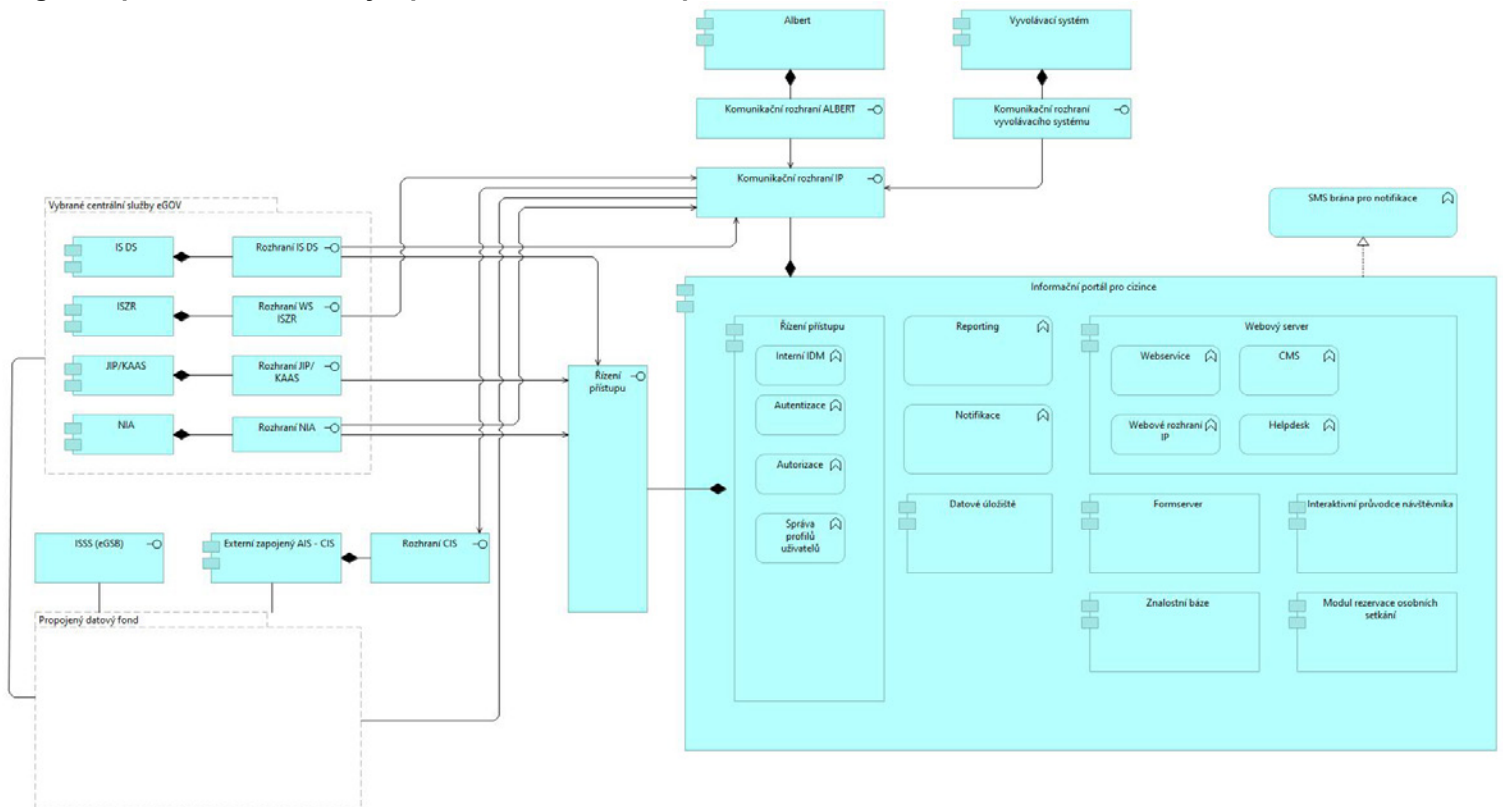 Albert
Vyvolávací systém
Komunikační rozhraní ALBERT
Komunikační rozhraní
vyvolávacího systému
Komunikační rozhraní IP
SMS brána pro notifikace
Vybrané centrální služby eGOV
IS DS
Rozhraní IS DS
ISZR
Rozhraní WS
ISZR
JIP/KAAS
Rozhraní JIP/
KAAS
NIA
Rozhraní NIA
Řízení
přístupu
Informační portál pro cizince
Řízení přístupu
Interní IDM
Autentizace
Autorizace
Správa
profilů
uživatelů
Reporting
Notifikace
Webový server
Webservice
CMS
Webové rozhraní
IP
Helpdesk
Datové úložiště
Formserver
Interaktivní průvodce návštěvníka
Znalostní báze
Modul rezervace osobních
setkání
ISSS (eGSB)
Externí zapojený AIS - CIS
Rozhraní CIS
Propojený datový fond